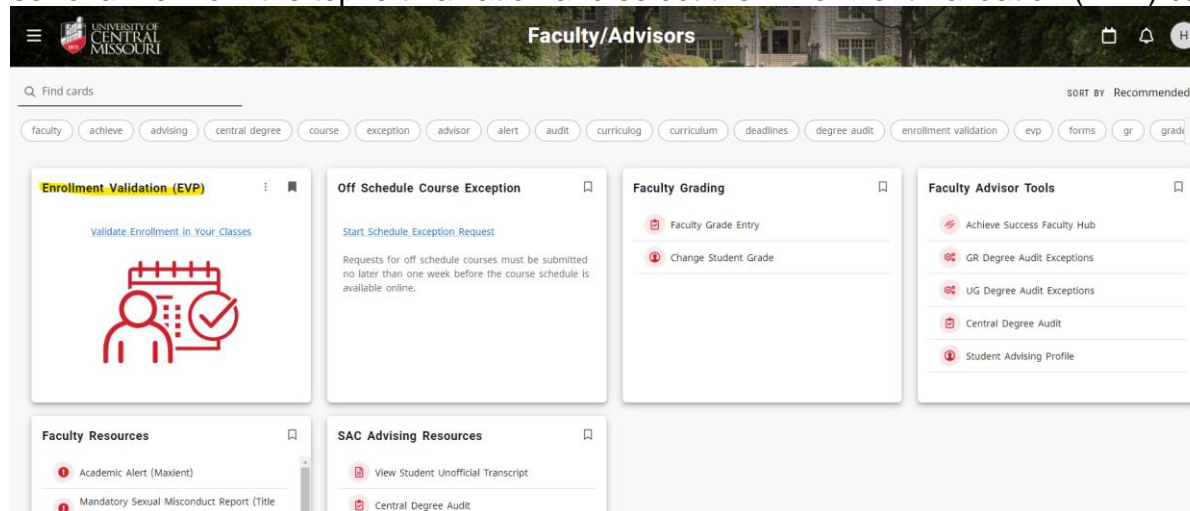 UNIVERSITY OF
CENTRAL
MISSOURI
Faculty/Advisors
H
Find cards
SORT BY Recommended
faculty achieve advising central degree course exception advisor alert audit curriculog curriculum deadlines degree audit enrollment validation evp forms gr grade
Enrollment Validation (EVP)
Validate Enrollment in Your Classes
Off Schedule Course Exception
Start Schedule Exception Request
Requests for off schedule courses must be submitted
no later than one week before the course schedule is
available online.
Faculty Grading
Faculty Grade Entry
Change Student Grade
Faculty Advisor Tools
Achieve Success Faculty Hub
GR Degree Audit Exceptions
UG Degree Audit Exceptions
Central Degree Audit
Student Advising Profile
Faculty Resources
Academic Alert (Maxient)
Mandatory Sexual Misconduct Report (Title
SAC Advising Resources
View Student Unofficial Transcript
Central Degree Audit